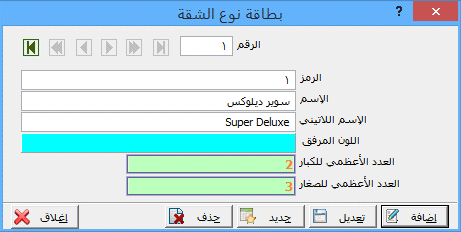 بطاقة نوع الشقة
?
الرقم ١
الرمز ١
الإسم سوبر ديلوكس
الإسم اللاتيني Super Deluxe
اللون المرفق
العدد الأعظمي للكبار 2
العدد الأعظمي للصغار 3
إضافة تعديل جديد حذف إغلاق